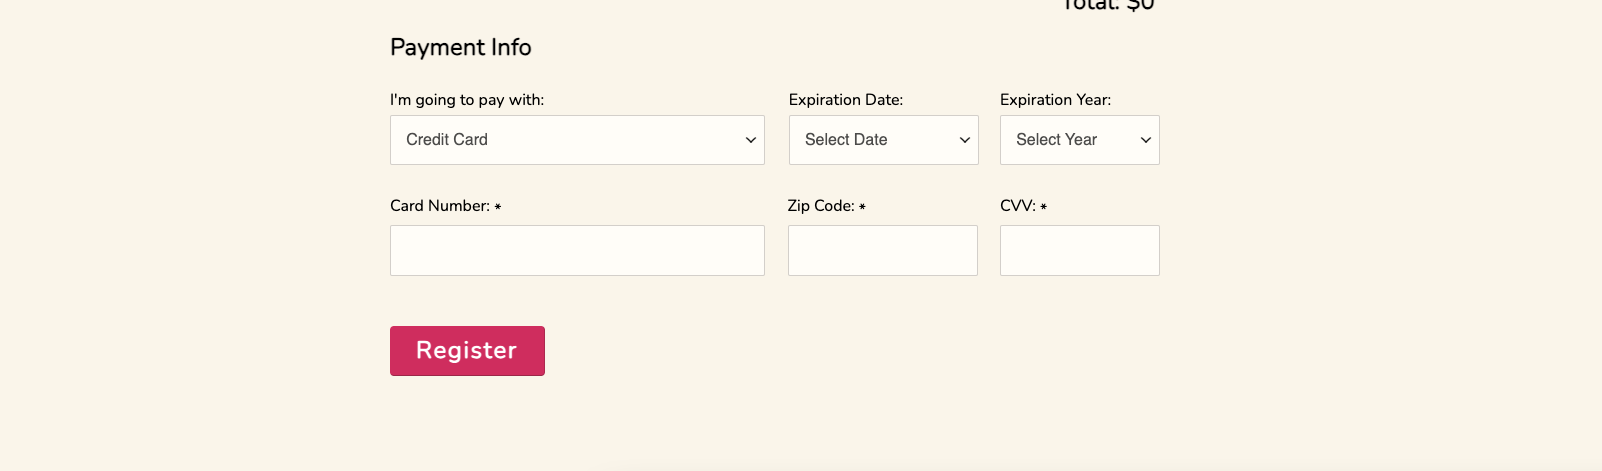 Total: $0
Payment Info
I'm going to pay with: Expiration Date: Expiration Year:
Credit Card Select Date Select Year
Card Number: * Zip Code: * CVV: *
Register